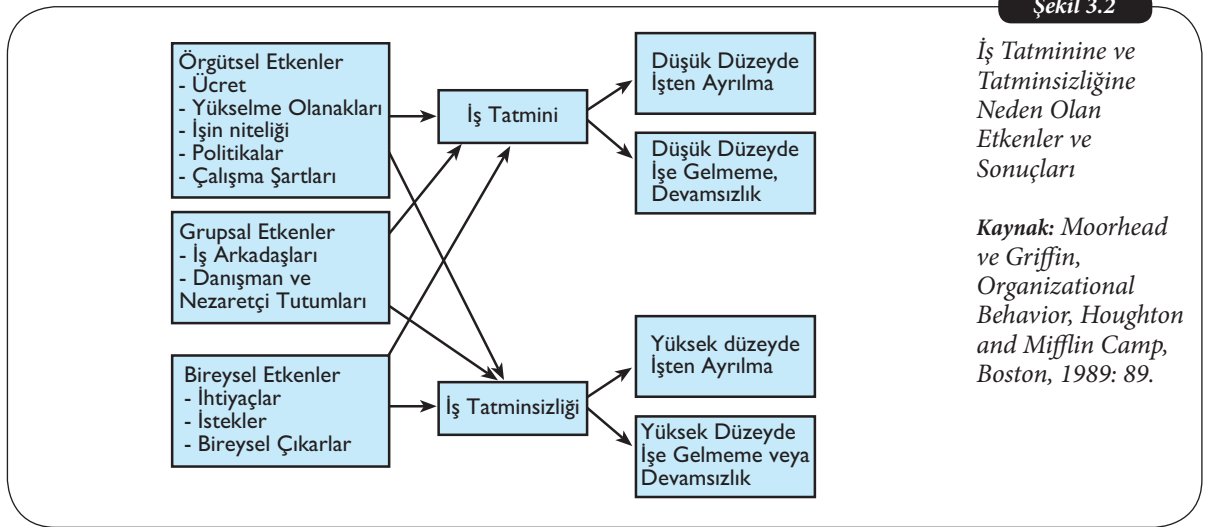 Şekil 3.2
İş Tatminine ve
Tatminsizliğine
Neden Olan
Etkenler ve
Sonuçları
Kaynak: Moorhead
ve Griffin,
Organizational
Behavior, Houghton
and Mifflin Camp,
Boston, 1989: 89.
Örgütsel Etkenler
- Ücret
- Yükselme Olanakları
- İşin niteliği
- Politikalar
- Çalışma Şartları
Grupsal Etkenler
- İş Arkadaşları
- Danışman ve
Nezaretçi Tutumları
Bireysel Etkenler
- İhtiyaçlar
- İstekler
- Bireysel Çıkarlar
İş Tatmini
İş Tatminsizliği
Düşük Düzeyde
İşten Ayrılma
Düşük Düzeyde
İşe Gelmeme,
Devamsızlık
Yüksek düzeyde
İşten Ayrılma
Yüksek Düzeyde
İşe Gelmeme veya
Devamsızlık